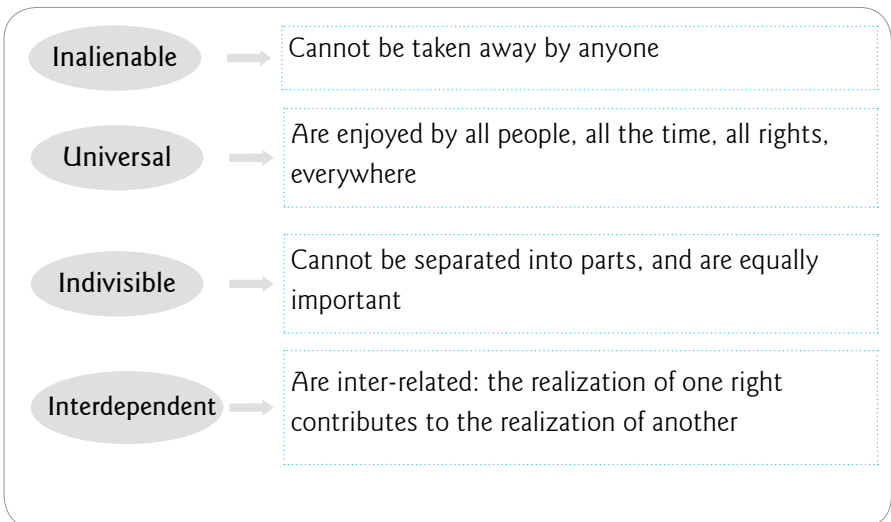 Inalienable
Cannot be taken away by anyone
Universal
Are enjoyed by all people, all the time, all rights,
everywhere
Indivisible
Cannot be separated into parts, and are equally
important
Interdependent
Are inter-related: the realization of one right
contributes to the realization of another